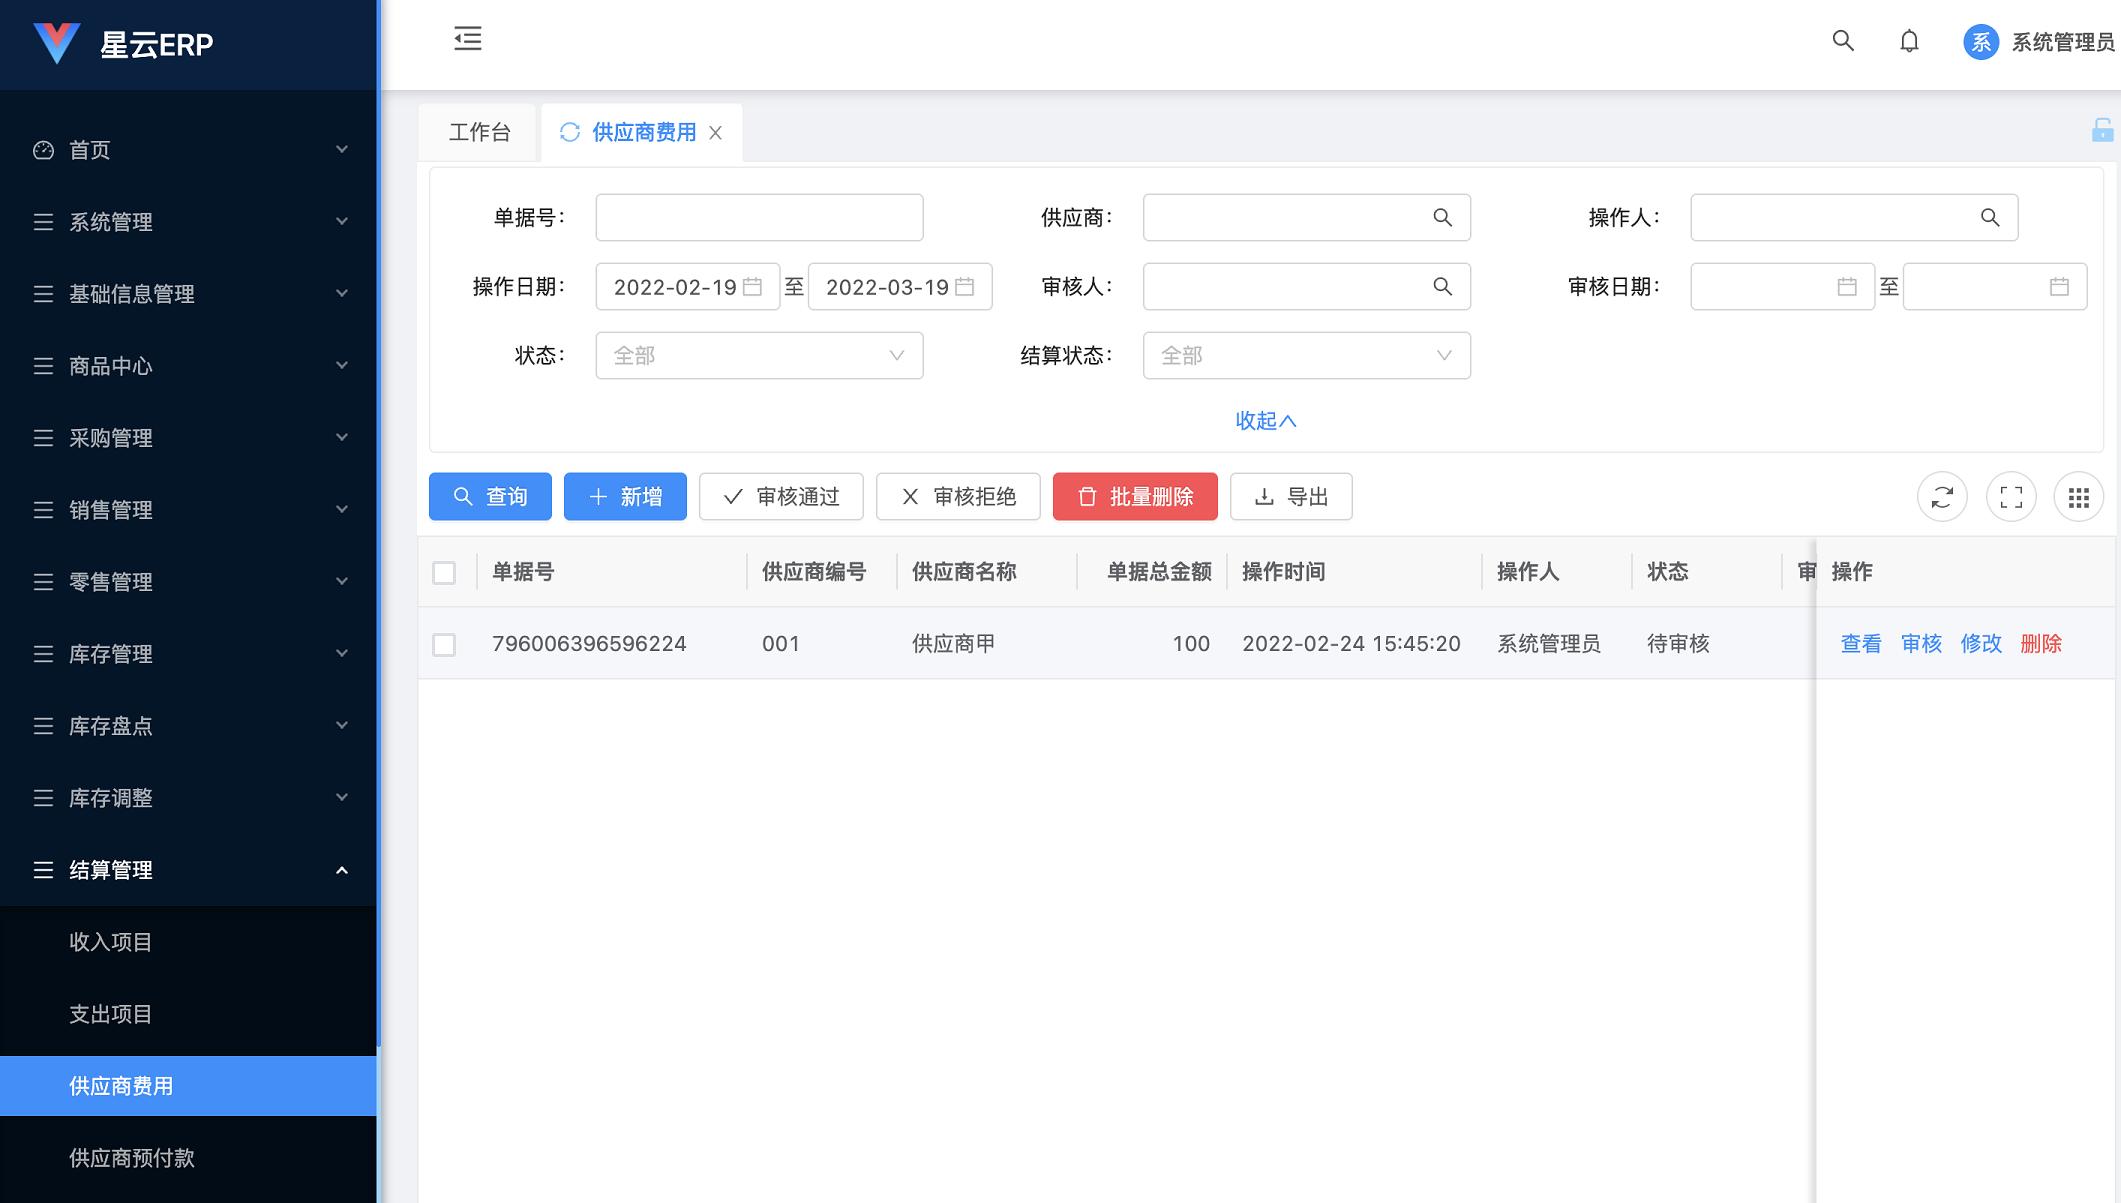 星云ERP
系 系统管理员
首页
系统管理
基础信息管理
商品中心
采购管理
销售管理
零售管理
库存管理
库存盘点
库存调整
结算管理
收入项目
支出项目
供应商费用
供应商预付款
工作台 供应商费用
单据号： 供应商： 操作人：
操作日期： 2022-02-19 至 2022-03-19 审核人： 审核日期： 至
状态： 全部 结算状态： 全部
收起
查询 新增 审核通过 审核拒绝 批量删除 导出
单据号 供应商编号 供应商名称 单据总金额 操作时间 操作人 状态 审 操作
796006396596224 001 供应商甲 100 2022-02-24 15:45:20 系统管理员 待审核 查看 审核 修改 删除